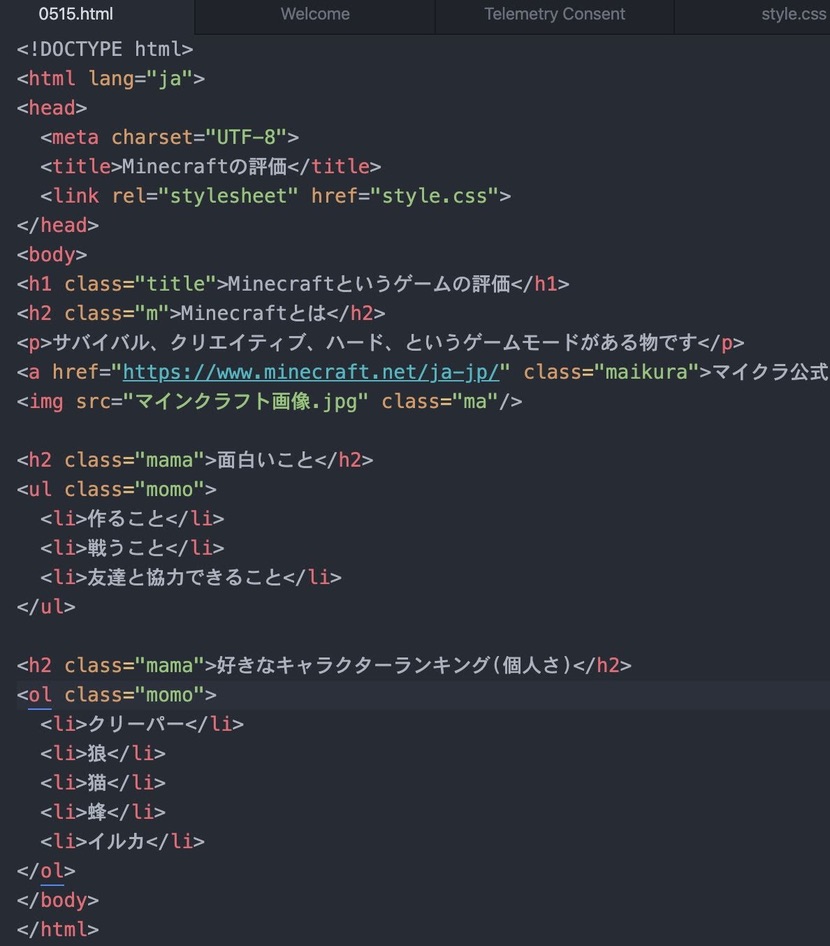 0515.html Welcome Telemetry Consent style.css
<!DOCTYPE html>
<html lang="ja">
<head>
  <meta charset="UTF-8">
  <title>Minecraftの評価</title>
  <link rel="stylesheet" href="style.css">
</head>
<body>
<h1 class="title">Minecraftというゲームの評価</h1>
<h2 class="m">Minecraftとは</h2>
<p>サバイバル、クリエイティブ、ハード、というゲームモードがある物です</p>
<a href="https://www.minecraft.net/ja-jp/" class="maikura">マイクラ公式
<img src="マインクラフト画像.jpg" class="ma"/>

<h2 class="mama">面白いこと</h2>
<ul class="momo">
  <li>作ること</li>
  <li>戦うこと</li>
  <li>友達と協力できること</li>
</ul>

<h2 class="mama">好きなキャラクターランキング(個人さ)</h2>
<ol class="momo">
  <li>クリーパー</li>
  <li>狼</li>
  <li>猫</li>
  <li>蜂</li>
  <li>イルカ</li>
</ol>
</body>
</html>